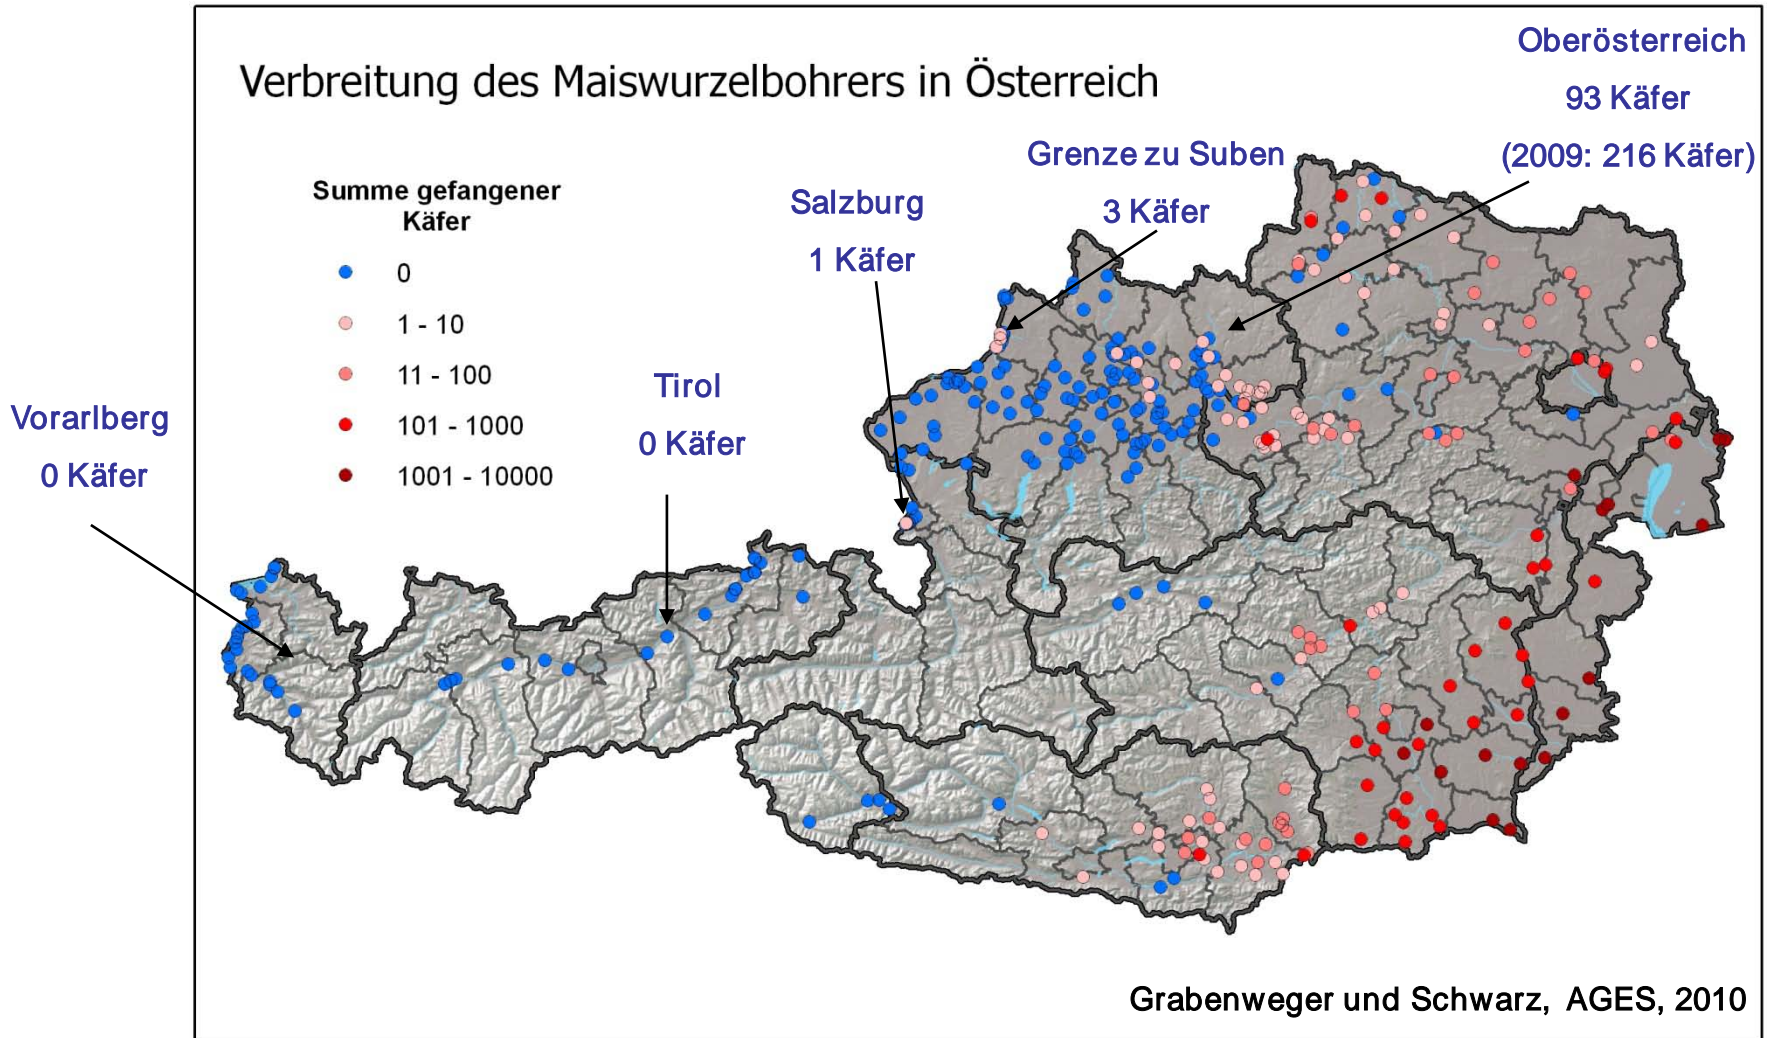 Verbreitung des Maiswurzelbohrers in Österreich
Oberösterreich
93 Käfer
(2009: 216 Käfer)
Grenze zu Suben
3 Käfer
Salzburg
1 Käfer
Tirol
0 Käfer
Vorarlberg
0 Käfer
Summe gefangener
Käfer
0
1 - 10
11 - 100
101 - 1000
1001 - 10000
Grabenweger und Schwarz, AGES, 2010